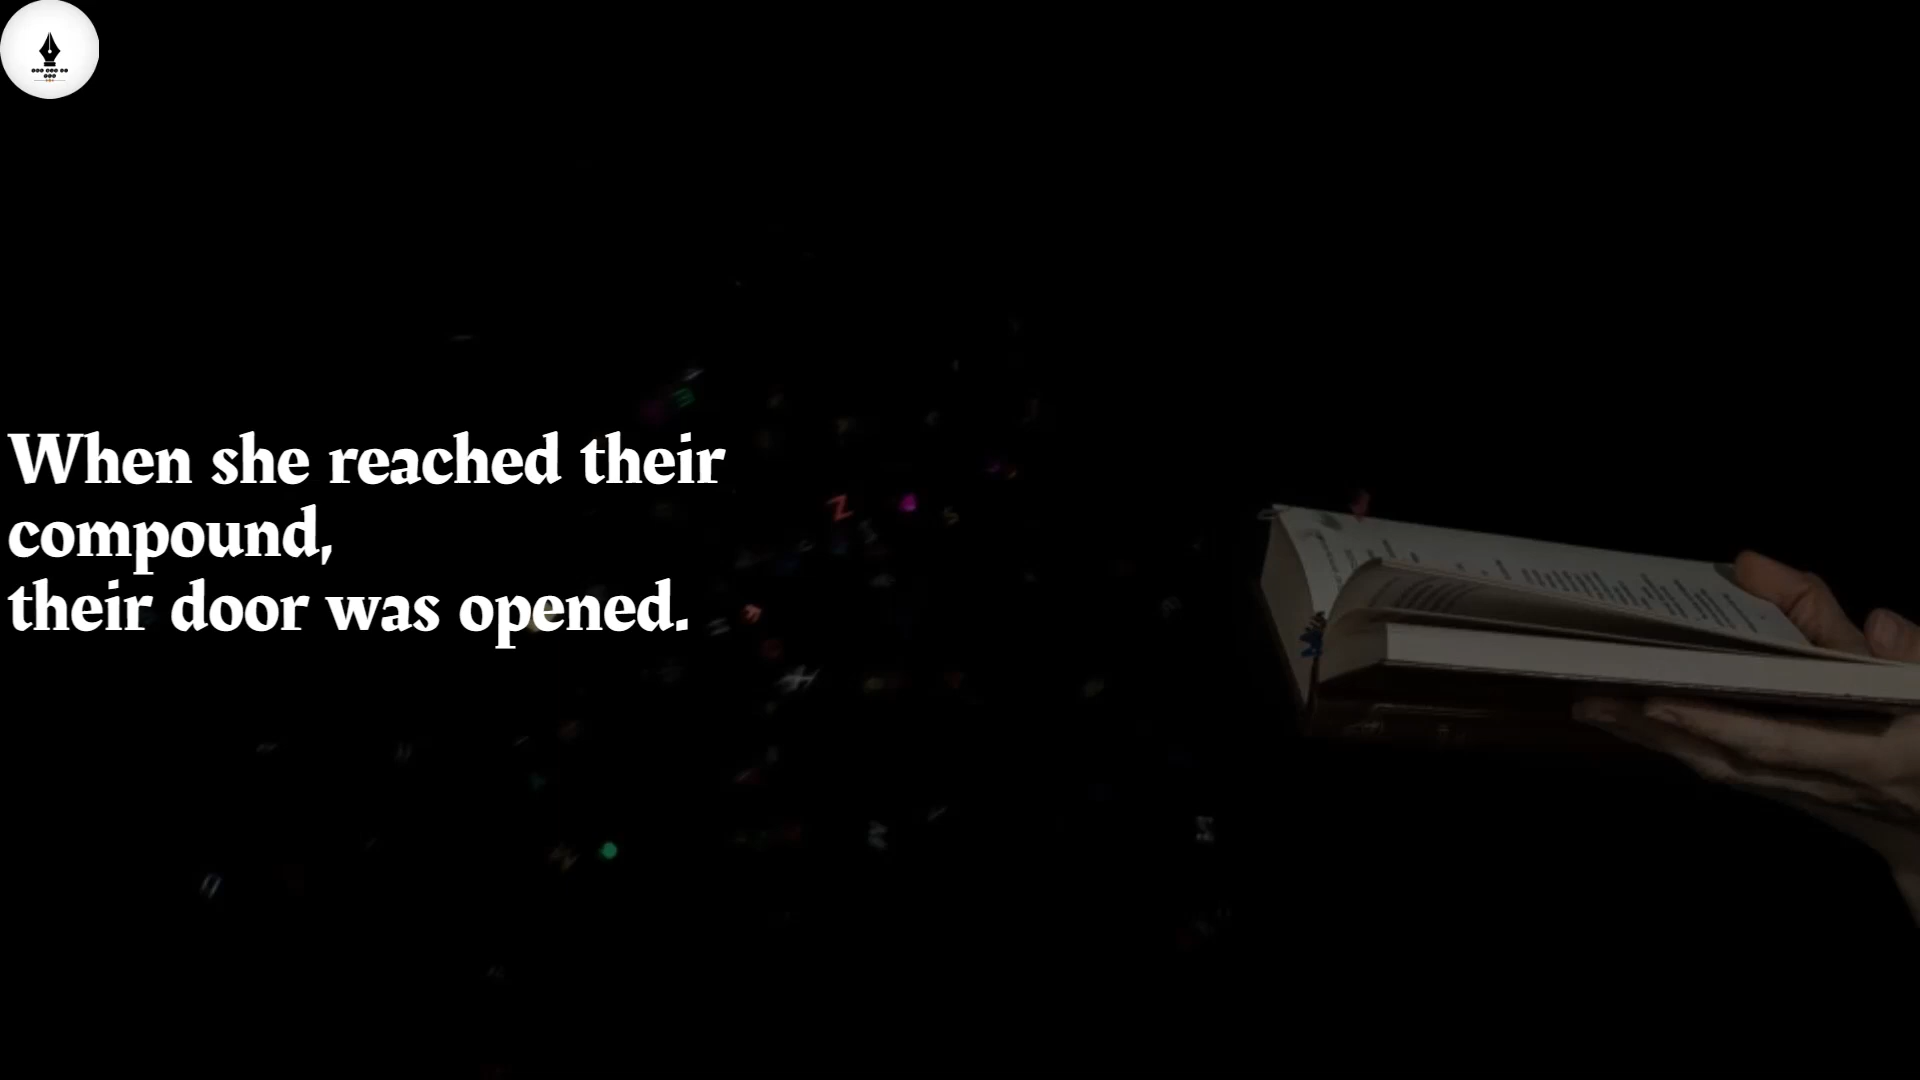 When she reached their
compound,
their door was opened.